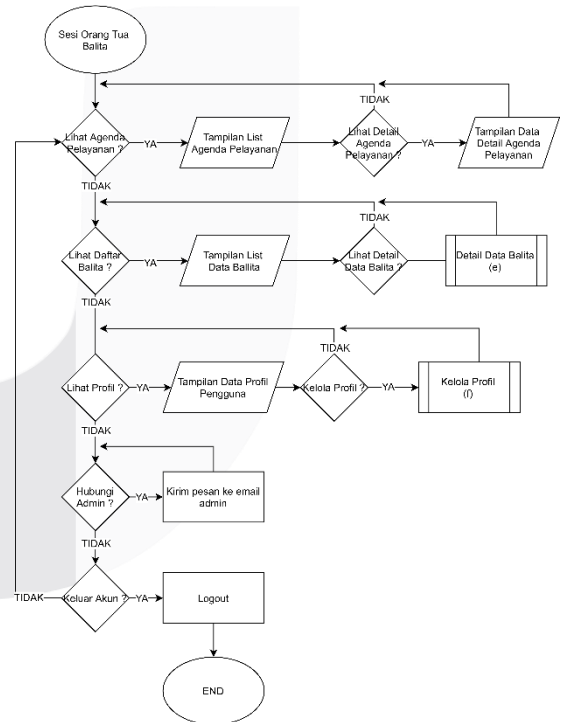 Sesi Orang Tua
Balita
TIDAK
Lihat Agenda
Pelayanan ?
YA
Tampilan List
Agenda Pelayanan
Lihat Detail
Agenda
Pelayanan ?
YA
Tampilan Data
Detail Agenda
Pelayanan
TIDAK
TIDAK
Lihat Daftar
Balita ?
YA
Tampilan List
Data Ballita
Lihat Detail
Data Balita ?
Detail Data Balita
(e)
TIDAK
TIDAK
Lihat Profil ?
YA
Tampilan Data Profil
Pengguna
Kelola Profil ?
YA
Kelola Profil
(f)
TIDAK
Hubungi
Admin ?
YA
Kirim pesan ke email
admin
TIDAK
TIDAK
Keluar Akun ?
YA
Logout
END